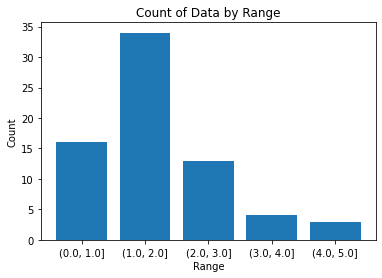 Count of Data by Range
Count
35
30
25
20
15
10
5
0
(0.0, 1.0] (1.0, 2.0] (2.0, 3.0] (3.0, 4.0] (4.0, 5.0]
Range